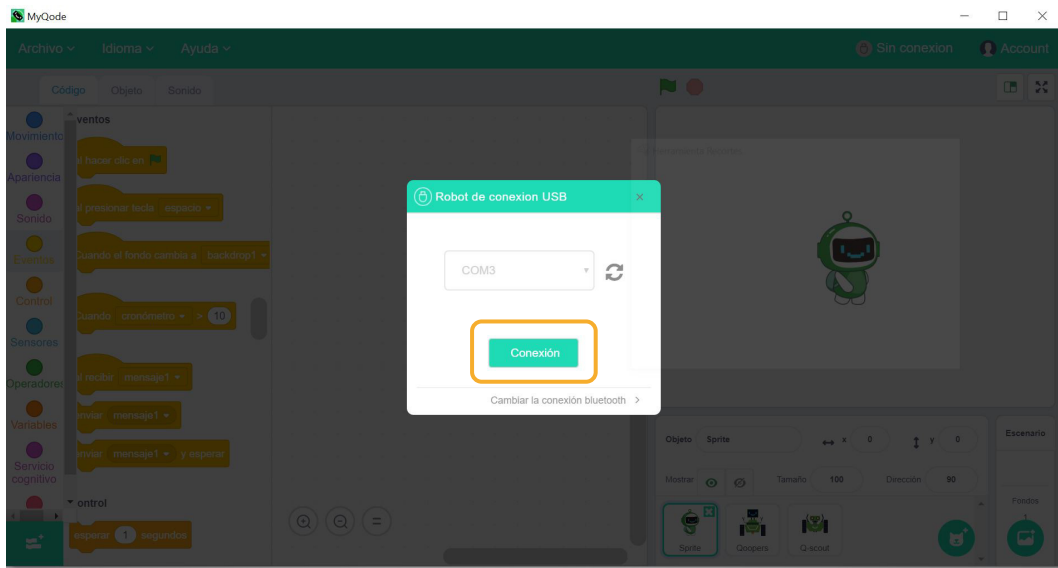 MyQode
Archivo Idioma Ayuda Sin conexion Account
Código Objeto Sonido
Movimiento
Apariencia
Sonido
Eventos
Control
Sensores
Operadores
Variables
Servicio
cognitivo
ventos
al hacer clic en
al presionar tecla espacio
Cuando el fondo cambia a backdrop1
Cuando cronómetro > 10
al recibir mensaje1
enviar mensaje1
enviar mensaje1 y esperar
ontrol
esperar 1 segundos
Robot de conexion USB
COM3
Conexión
Cambiar la conexión bluetooth >
Objeto Sprite x 0 y 0
Mostrar Tamaño 100 Dirección 90
Sprite Qoopers Q-scout
Escenario
Fondos
1